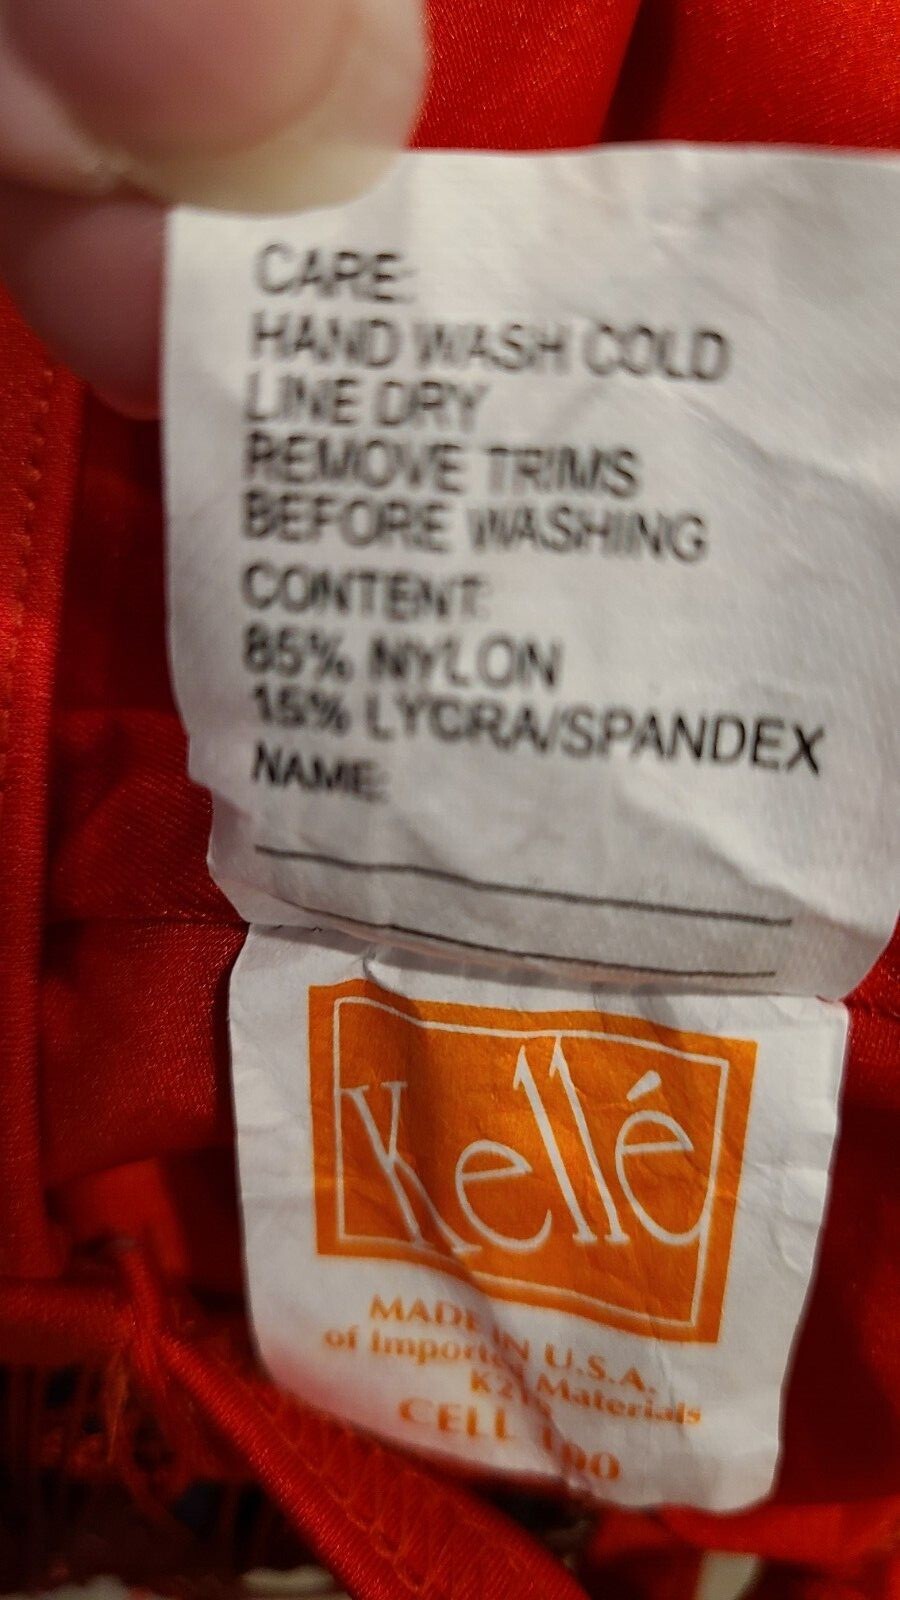 CARE:
HAND WASH COLD
LINE DRY
REMOVE TRIMS
BEFORE WASHING
CONTENT:
85% NYLON
15% LYCRA/SPANDEX
NAME:
Kellé
MADE IN U.S.A.
of Imported Materials
CELL